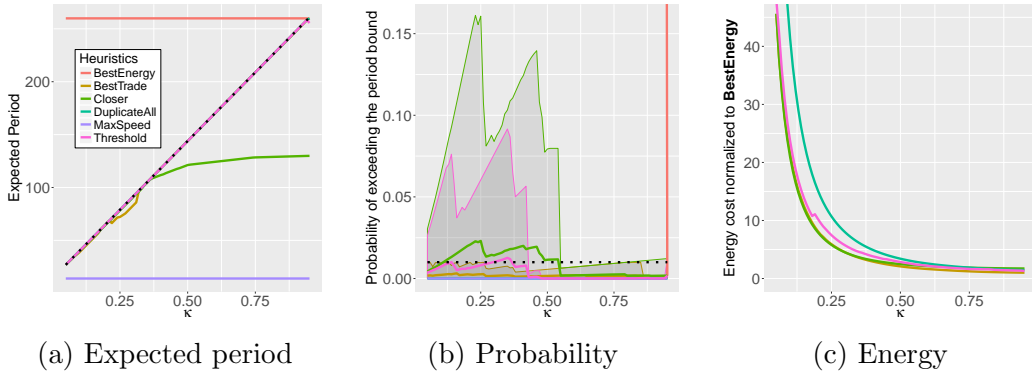 Expected Period
250
200
100
0.25
0.50
0.75
κ
Heuristics
BestEnergy
BestTrade
Closer
DuplicateAll
MaxSpeed
Threshold
(a) Expected period
Probability of exceeding the period bound
0.15
0.10
0.05
0.00
0.25
0.50
0.75
κ
(b) Probability
Energy cost normalized to BestEnergy
40
30
20
10
0
0.25
0.50
0.75
κ
(c) Energy